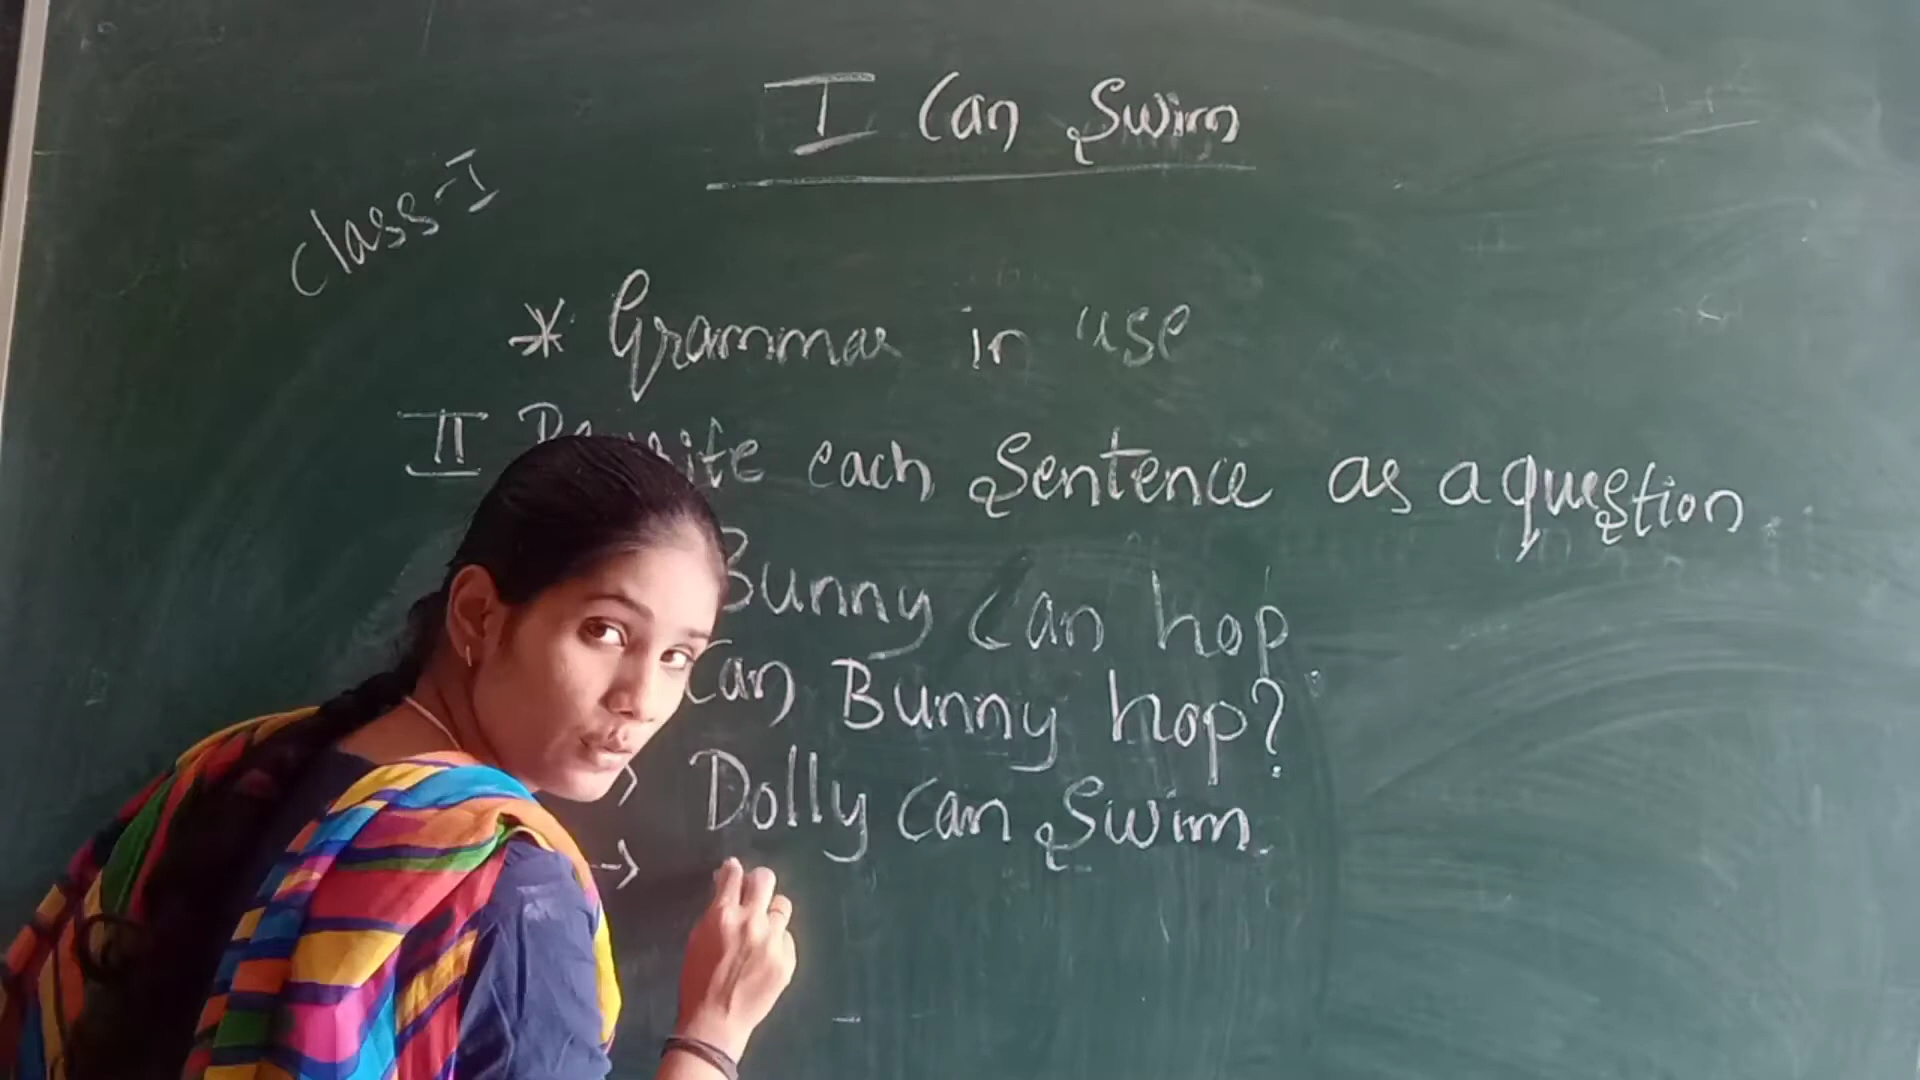 I Can Swim
Class-I
* Grammar in use
II Rewrite each Sentence as a question
Bunny Can hop
Can Bunny hop?
→ Dolly Can Swim.
→